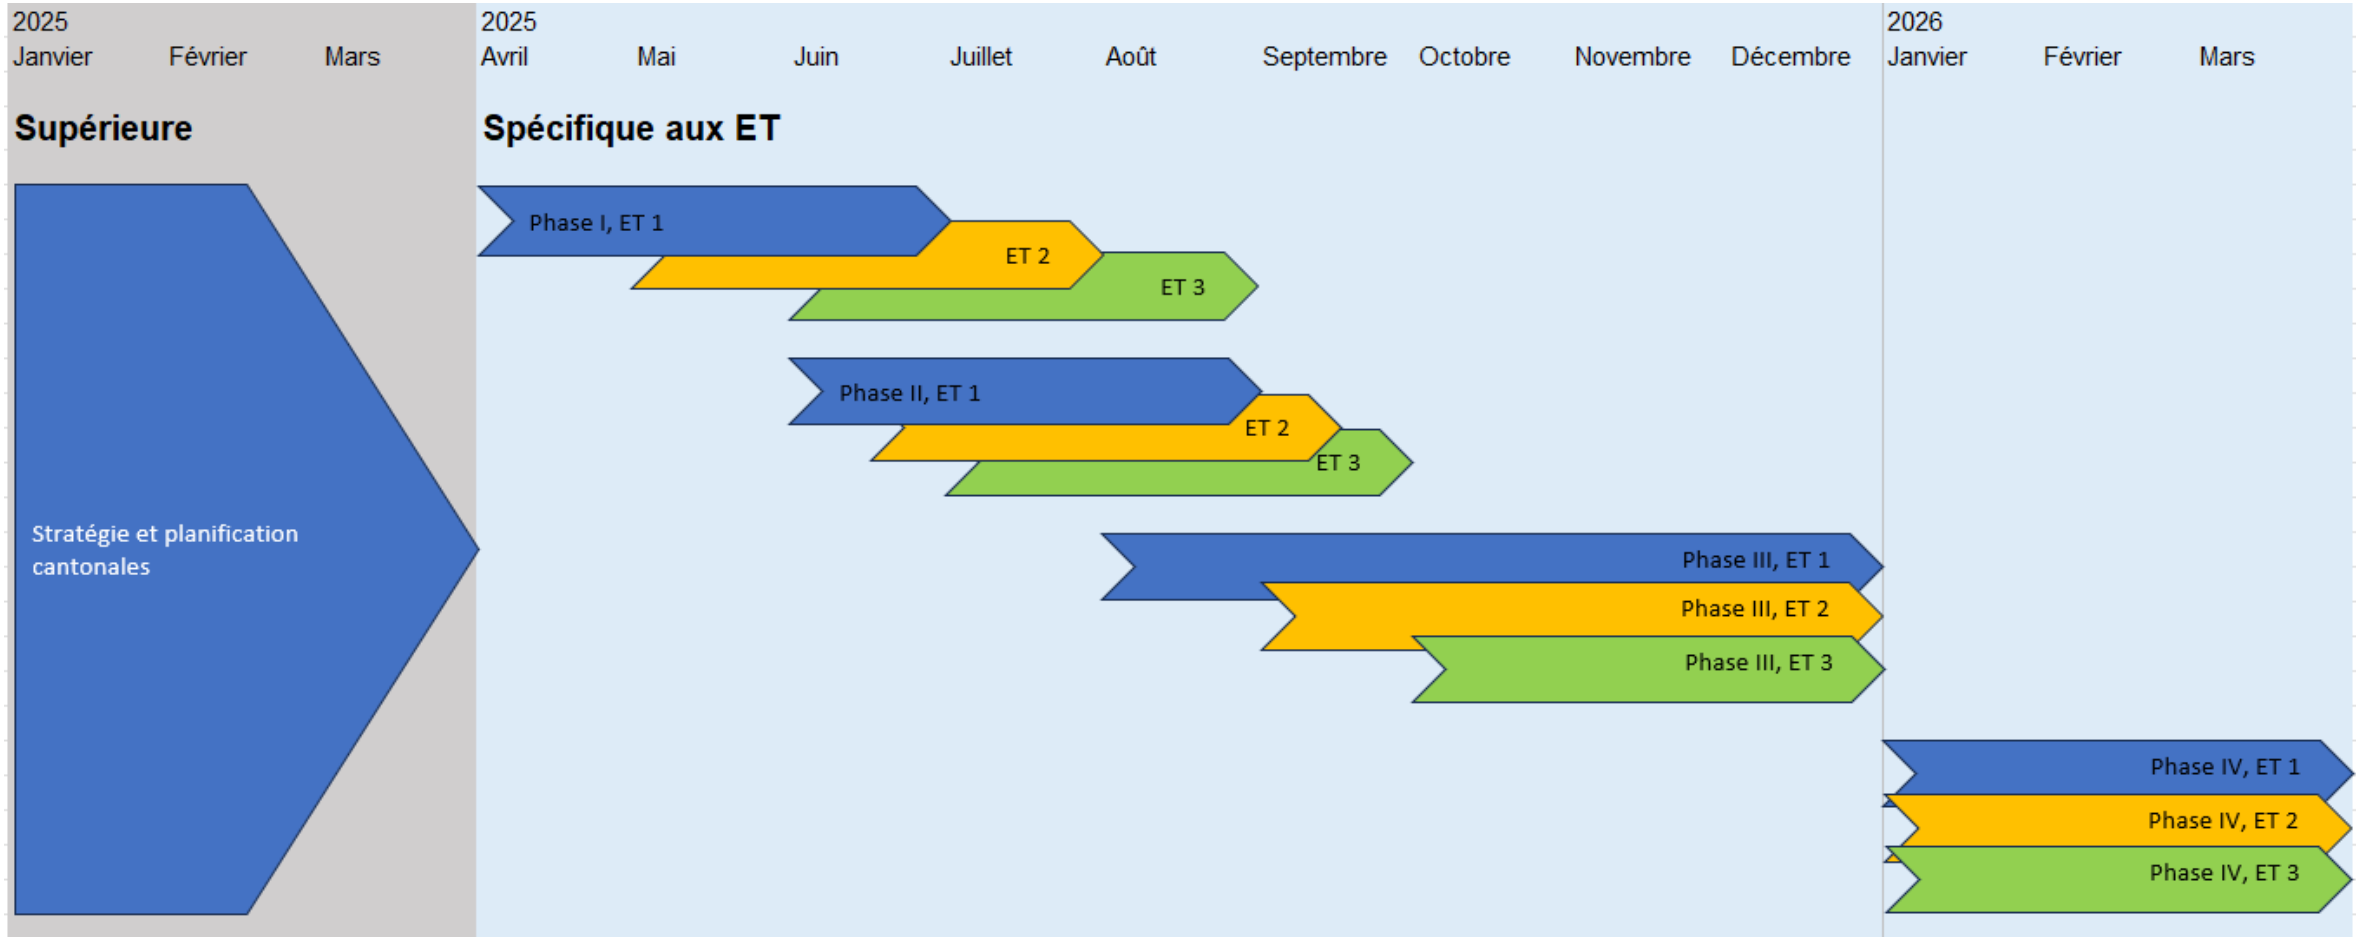 2025
2025
2026
Janvier Février Mars Avril Mai Juin Juillet Août Septembre Octobre Novembre Décembre Janvier Février Mars
Supérieure
Spécifique aux ET
Phase I, ET 1
ET 2
ET 3
Phase II, ET 1
ET 2
ET 3
Stratégie et planification
cantonales
Phase III, ET 1
Phase III, ET 2
Phase III, ET 3
Phase IV, ET 1
Phase IV, ET 2
Phase IV, ET 3